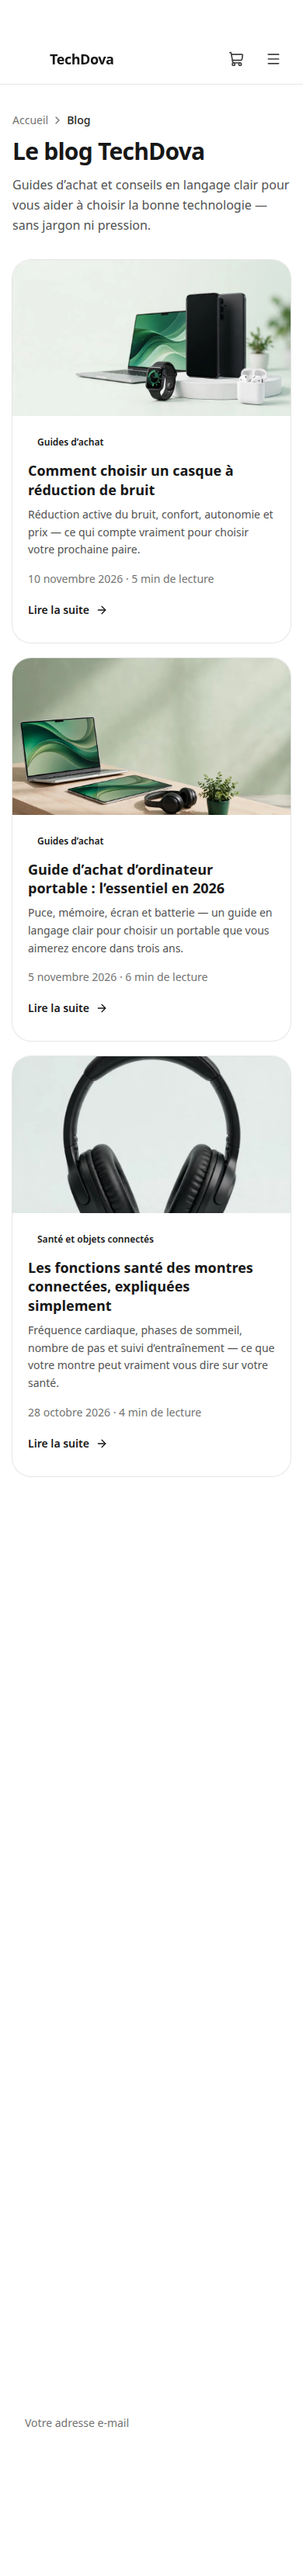 TechDova
Accueil > Blog
Le blog TechDova
Guides d’achat et conseils en langage clair pour
vous aider à choisir la bonne technologie —
sans jargon ni pression.
Guides d’achat
Comment choisir un casque à
réduction de bruit
Réduction active du bruit, confort, autonomie et
prix — ce qui compte vraiment pour choisir
votre prochaine paire.
10 novembre 2026 · 5 min de lecture
Lire la suite →
Guides d’achat
Guide d’achat d’ordinateur
portable : l’essentiel en 2026
Puce, mémoire, écran et batterie — un guide en
langage clair pour choisir un portable que vous
aimerez encore dans trois ans.
5 novembre 2026 · 6 min de lecture
Lire la suite →
Santé et objets connectés
Les fonctions santé des montres
connectées, expliquées
simplement
Fréquence cardiaque, phases de sommeil,
nombre de pas et suivi d’entraînement — ce que
votre montre peut vraiment vous dire sur votre
santé.
28 octobre 2026 · 4 min de lecture
Lire la suite →
Votre adresse e-mail